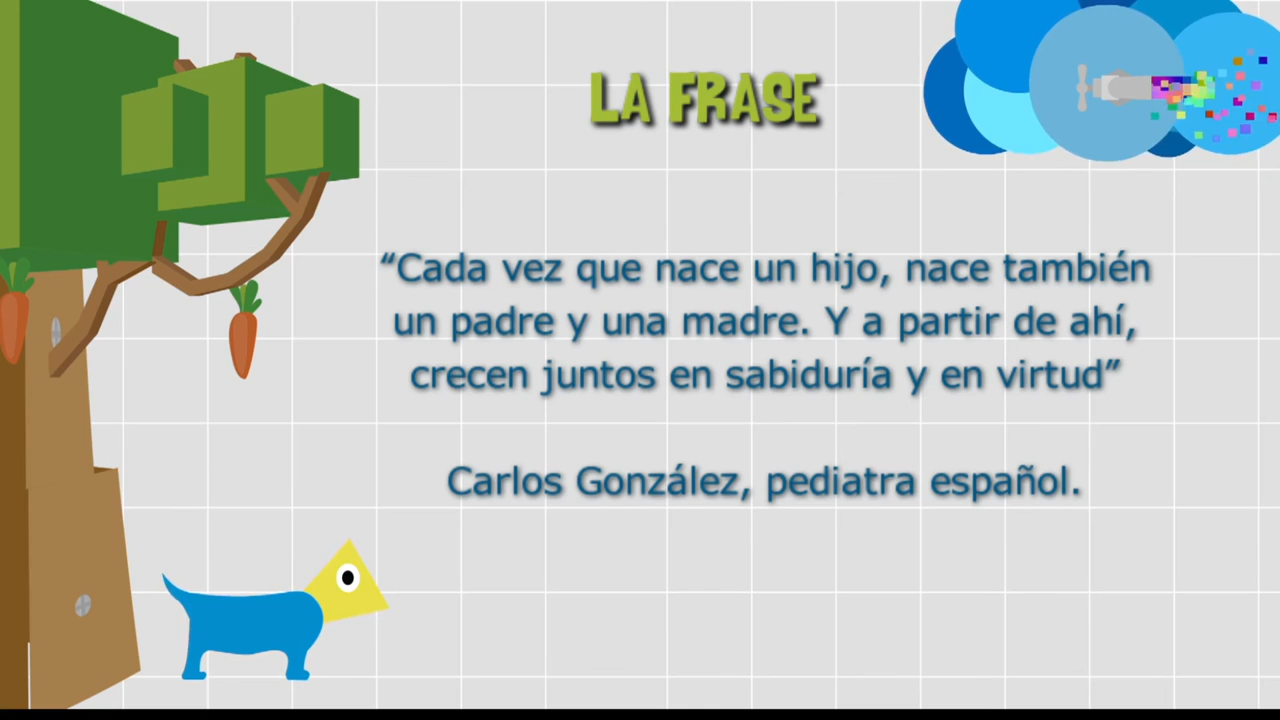 LA FRASE
“Cada vez que nace un hijo, nace también
un padre y una madre. Y a partir de ahí,
crecen juntos en sabiduría y en virtud”
Carlos González, pediatra español.